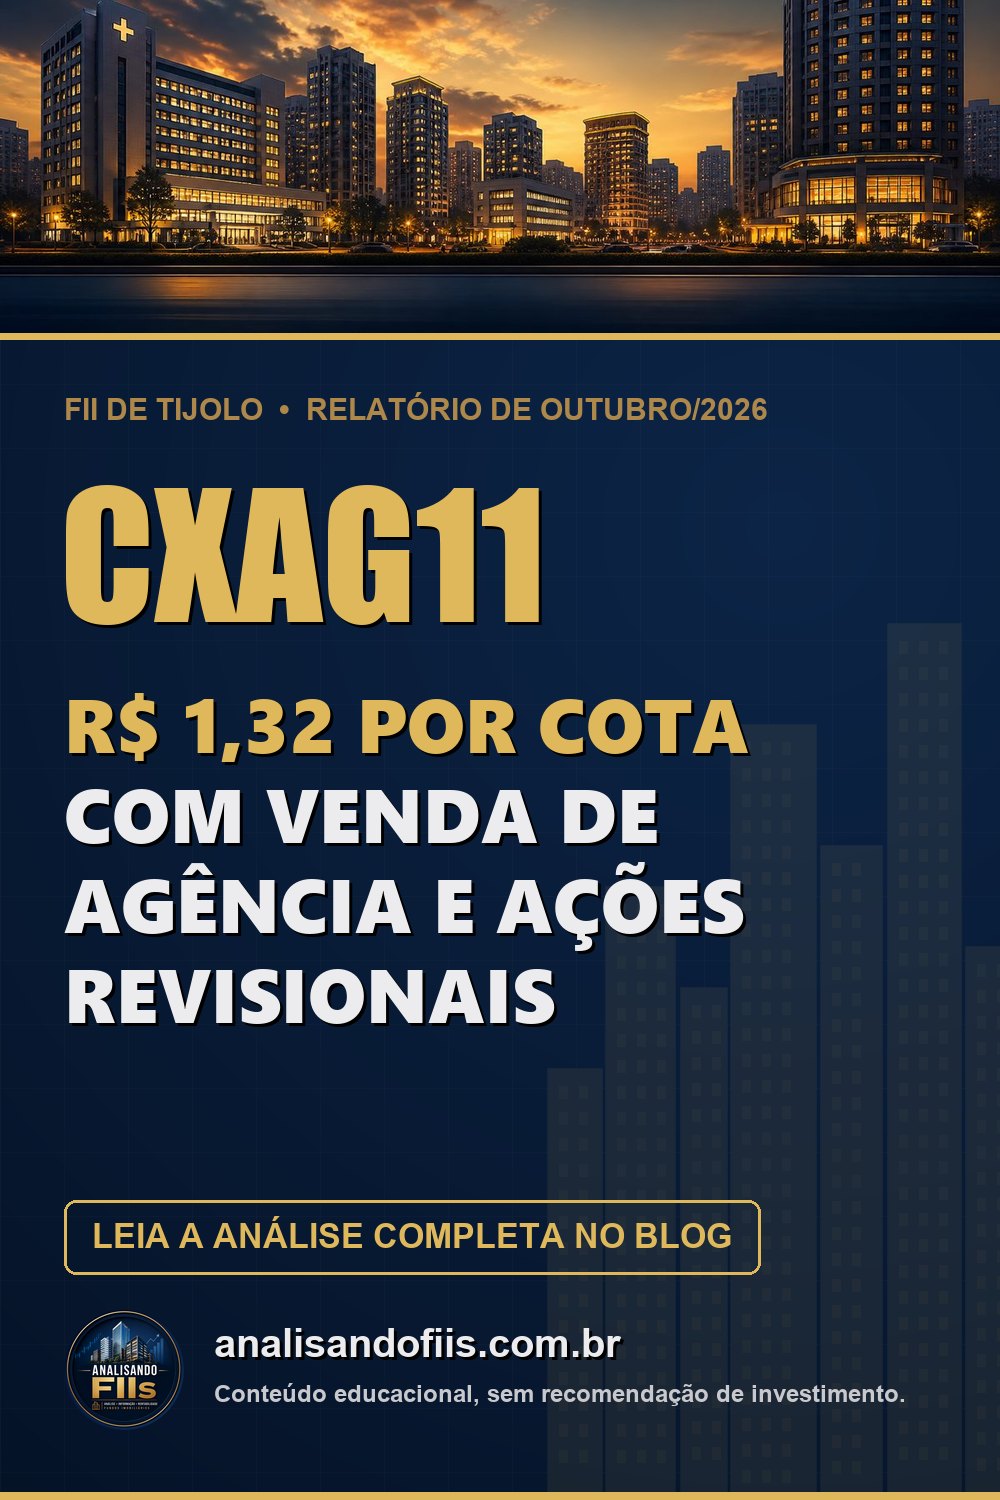 FII DE TIJOLO • RELATÓRIO DE OUTUBRO/2026
CXAG11
R$ 1,32 POR COTA
COM VENDA DE
AGÊNCIA E AÇÕES
REVISIONAIS
LEIA A ANÁLISE COMPLETA NO BLOG
ANALISANDO
FIIs
analisandofiis.com.br
Conteúdo educacional, sem recomendação de investimento.